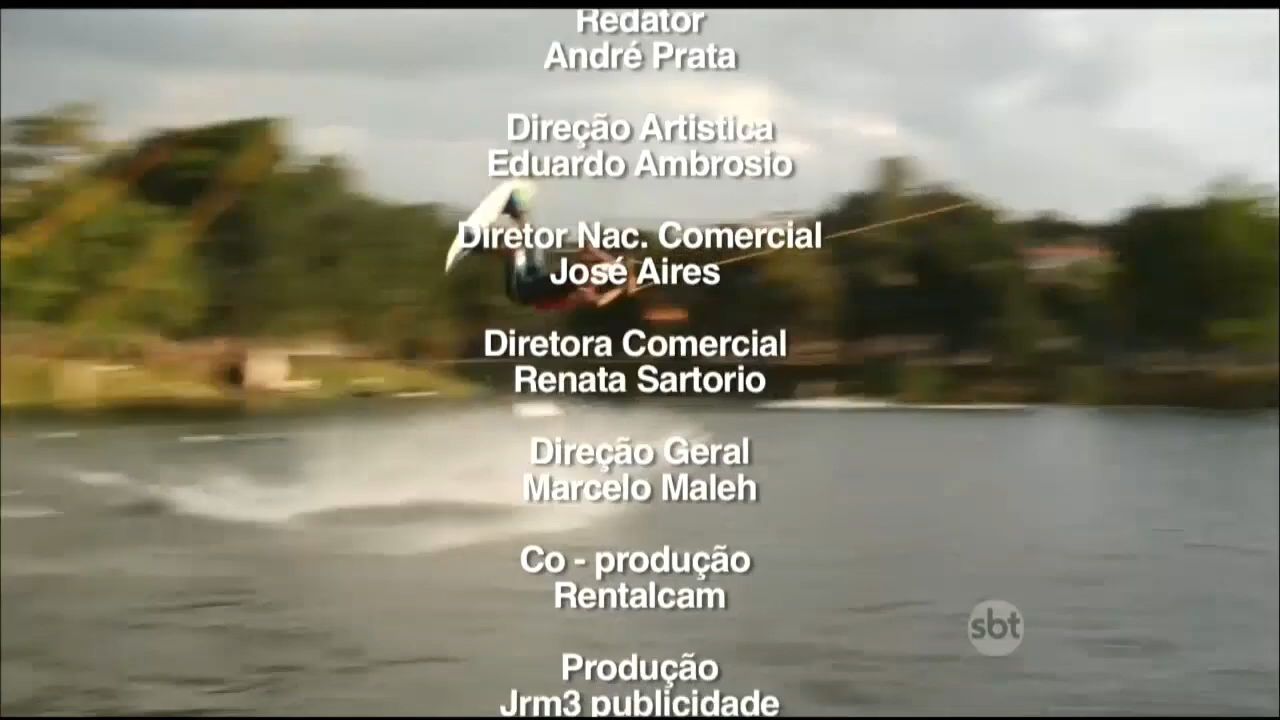 Redator
André Prata
Direção Artistica
Eduardo Ambrosio
Diretor Nac. Comercial
José Aires
Diretora Comercial
Renata Sartorio
Direção Geral
Marcelo Maleh
Co - produção
Rentalcam
sbt
Produção
Jrm3 publicidade